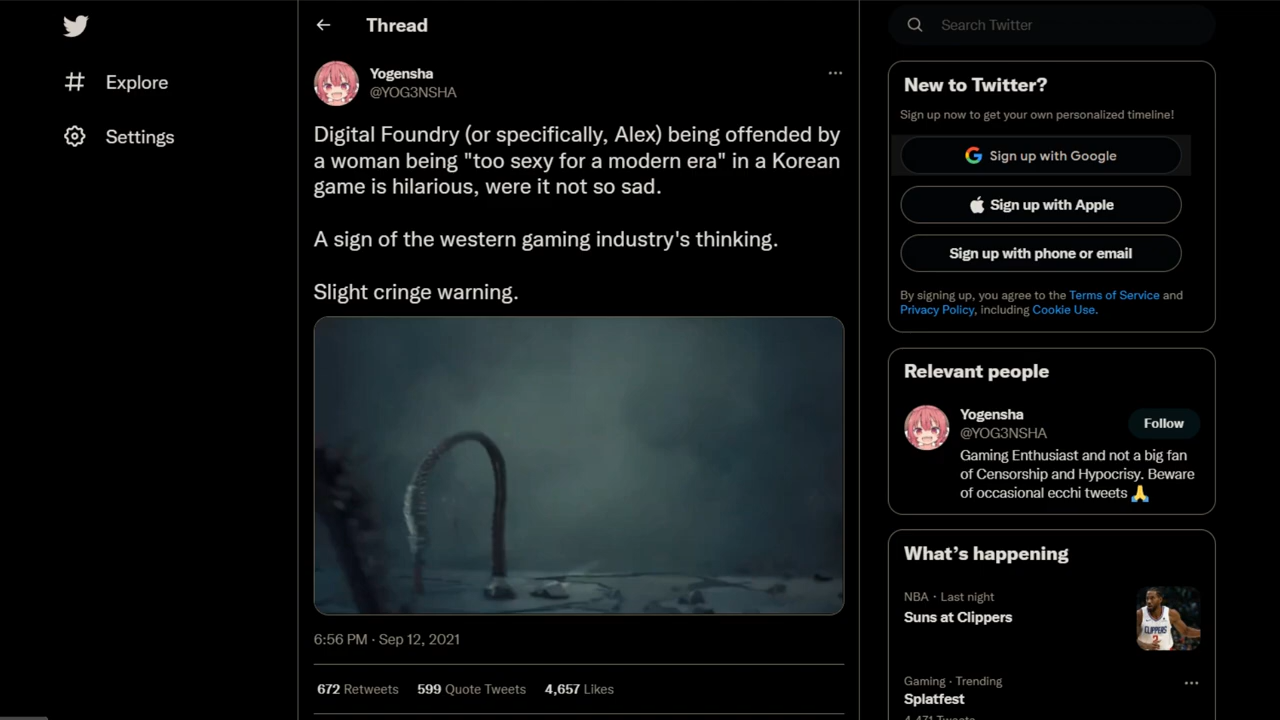 Explore
Settings
Thread
Yogensha
@YOG3NSHA
Digital Foundry (or specifically, Alex) being offended by
a woman being "too sexy for a modern era" in a Korean
game is hilarious, were it not so sad.
A sign of the western gaming industry's thinking.
Slight cringe warning.
6:56 PM · Sep 12, 2021
672 Retweets 599 Quote Tweets 4,657 Likes
Search Twitter
New to Twitter?
Sign up now to get your own personalized timeline!
Sign up with Google
Sign up with Apple
Sign up with phone or email
By signing up, you agree to the Terms of Service and
Privacy Policy, including Cookie Use.
Relevant people
Yogensha
@YOG3NSHA
Follow
Gaming Enthusiast and not a big fan
of Censorship and Hypocrisy. Beware
of occasional ecchi tweets 🙏
What's happening
NBA · Last night
Suns at Clippers
CLIPPERS
2
Gaming · Trending
Splatfest
4,471 Tweets